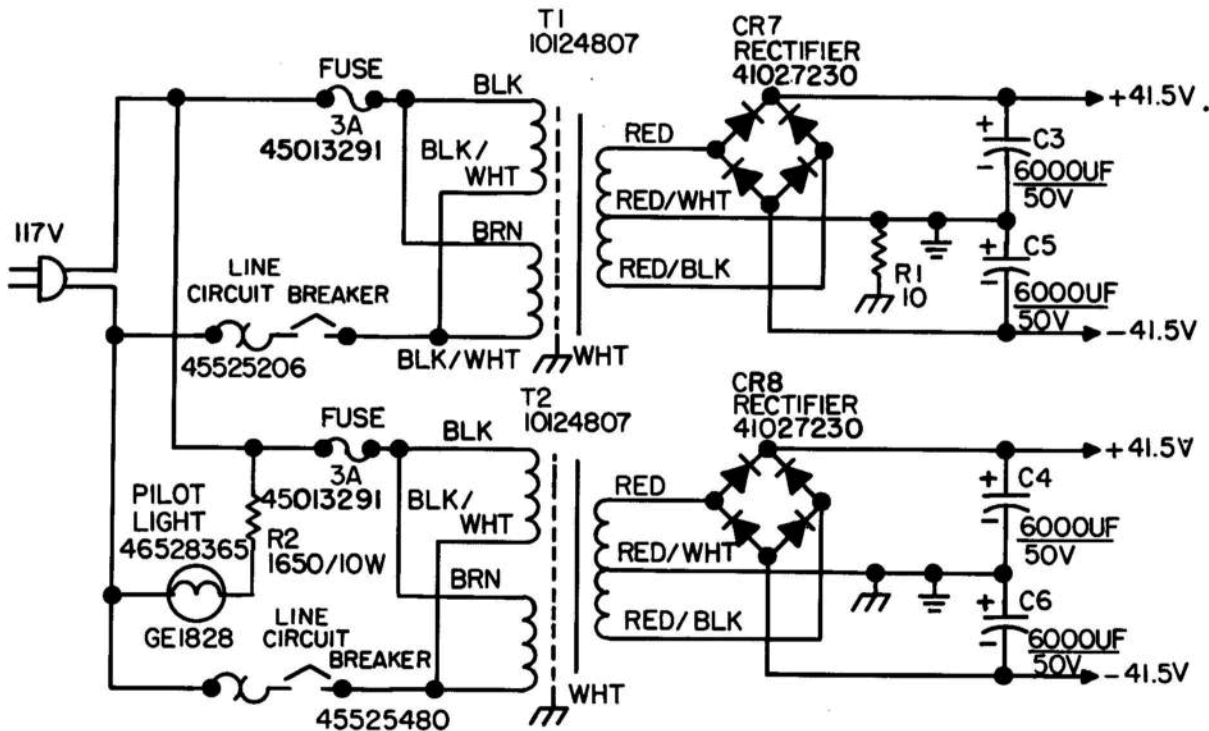 T1
10124807
CR7
RECTIFIER
41027230
FUSE
BLK
3A
45013291
BLK/
WHT
RED
RED/WHT
+41.5V
+
C3
-
6000UF
50V
117V
BRN
LINE
CIRCUIT BREAKER
RED/BLK
R1
10
+
C5
-
6000UF
50V
-41.5V
45525206
BLK/WHT
WHT
T2
10124807
CR8
RECTIFIER
41027230
FUSE
BLK
3A
45013291
BLK/
WHT
RED
RED/WHT
+41.5V
+
C4
-
6000UF
50V
PILOT
LIGHT
46528365
R2
1650/10W
GE1828
BRN
LINE
CIRCUIT
BREAKER
RED/BLK
+
C6
-
6000UF
50V
-41.5V
45525480
WHT